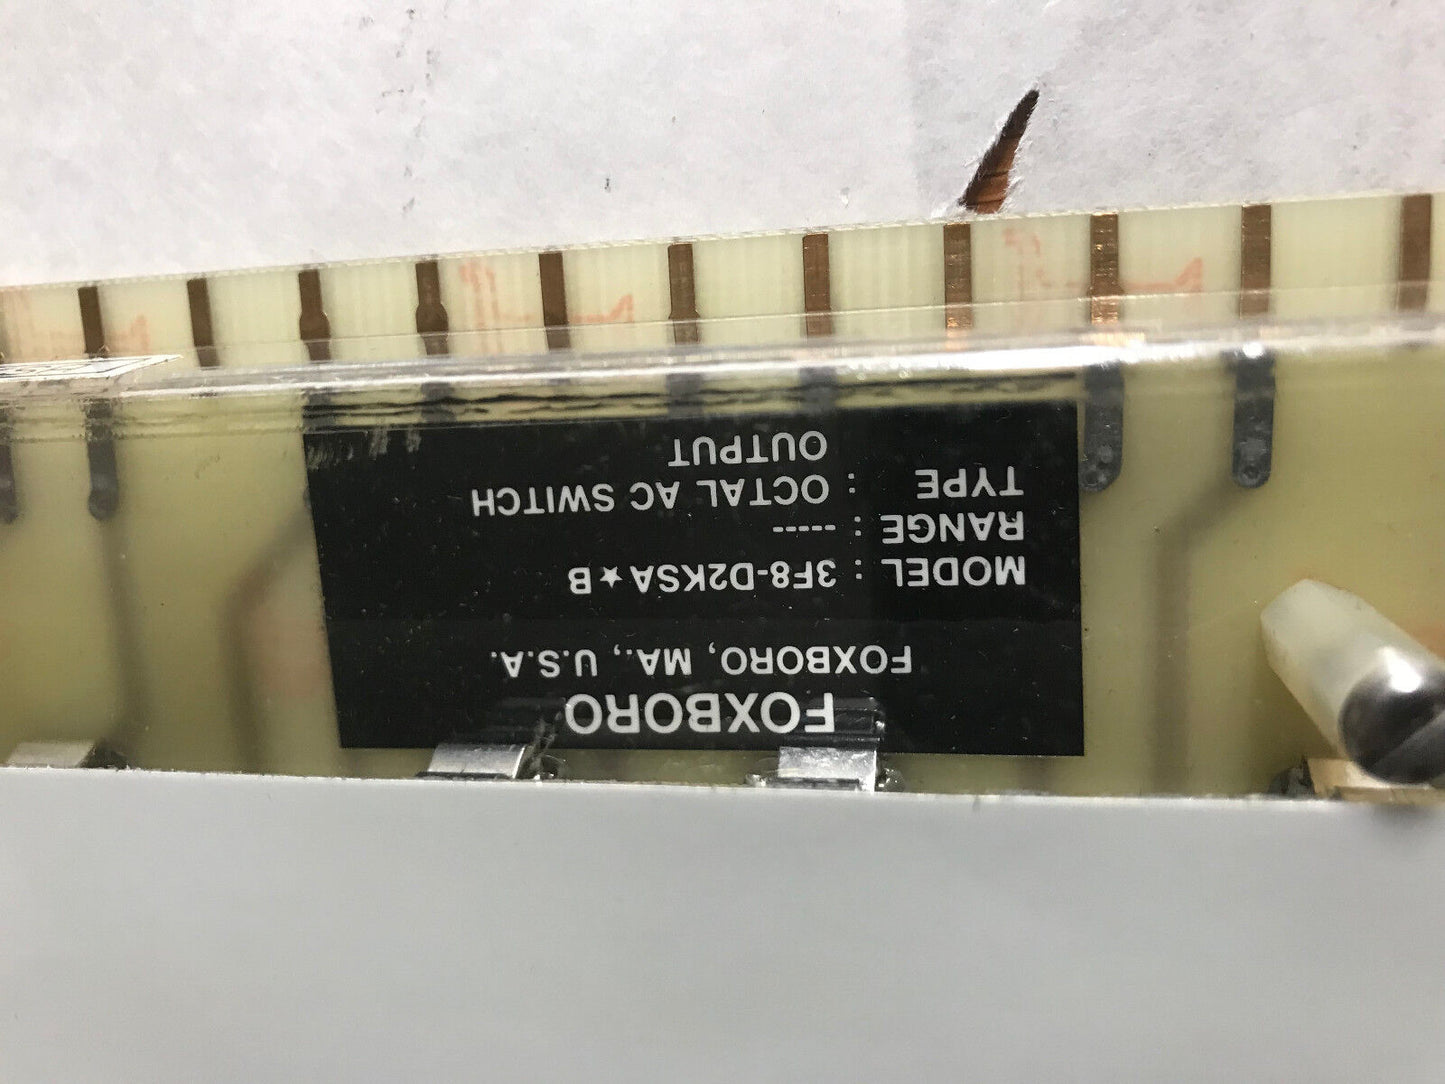 FOXBORO
FOXBORO, MA., U.S.A.
MODEL : 3F8-D2KSA★B
RANGE : -----
TYPE : OCTAL AC SWITCH
OUTPUT